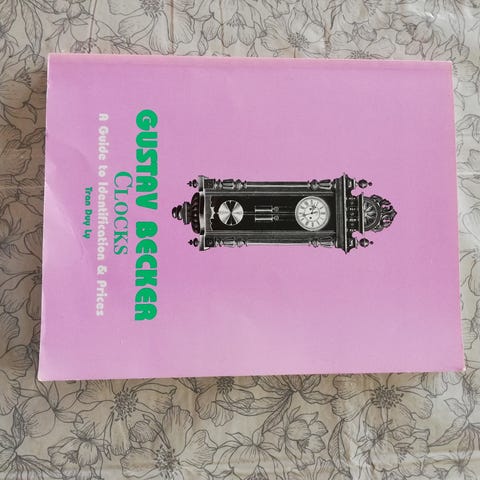 GUSTAV BECKER
CLOCKS
A Guide to Identification & Prices
Tran Duy Ly